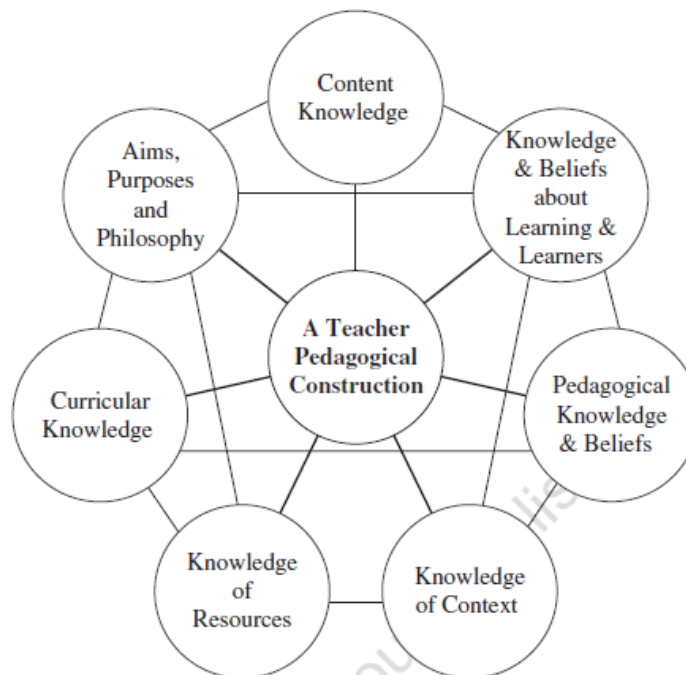 Content
Knowledge
Aims,
Purposes
and
Philosophy
Knowledge
& Beliefs
about
Learning &
Learners
A Teacher
Pedagogical
Construction
Curricular
Knowledge
Pedagogical
Knowledge
& Beliefs
Knowledge
of
Resources
Knowledge
of Context